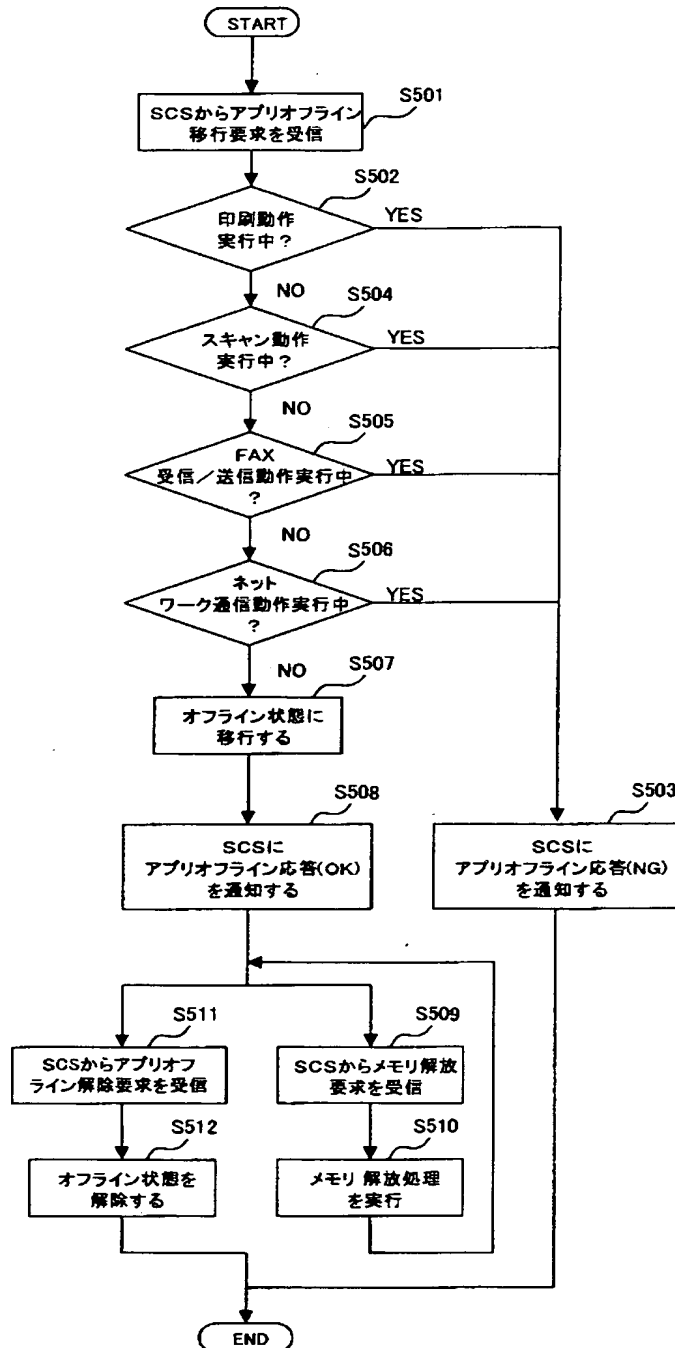 START
S501
SCSからアプリオフライン
移行要求を受信
S502
印刷動作
実行中?
YES
NO
S504
スキャン動作
実行中?
YES
NO
S505
FAX
受信/送信動作実行中
?
YES
NO
S506
ネット
ワーク通信動作実行中
?
YES
NO
S507
オフライン状態に
移行する
S508
SCSに
アプリオフライン応答(OK)
を通知する
S503
SCSに
アプリオフライン応答(NG)
を通知する
S511
SCSからアプリオフ
ライン解除要求を受信
S509
SCSからメモリ解放
要求を受信
S512
オフライン状態を
解除する
S510
メモリ 解放処理
を実行
END